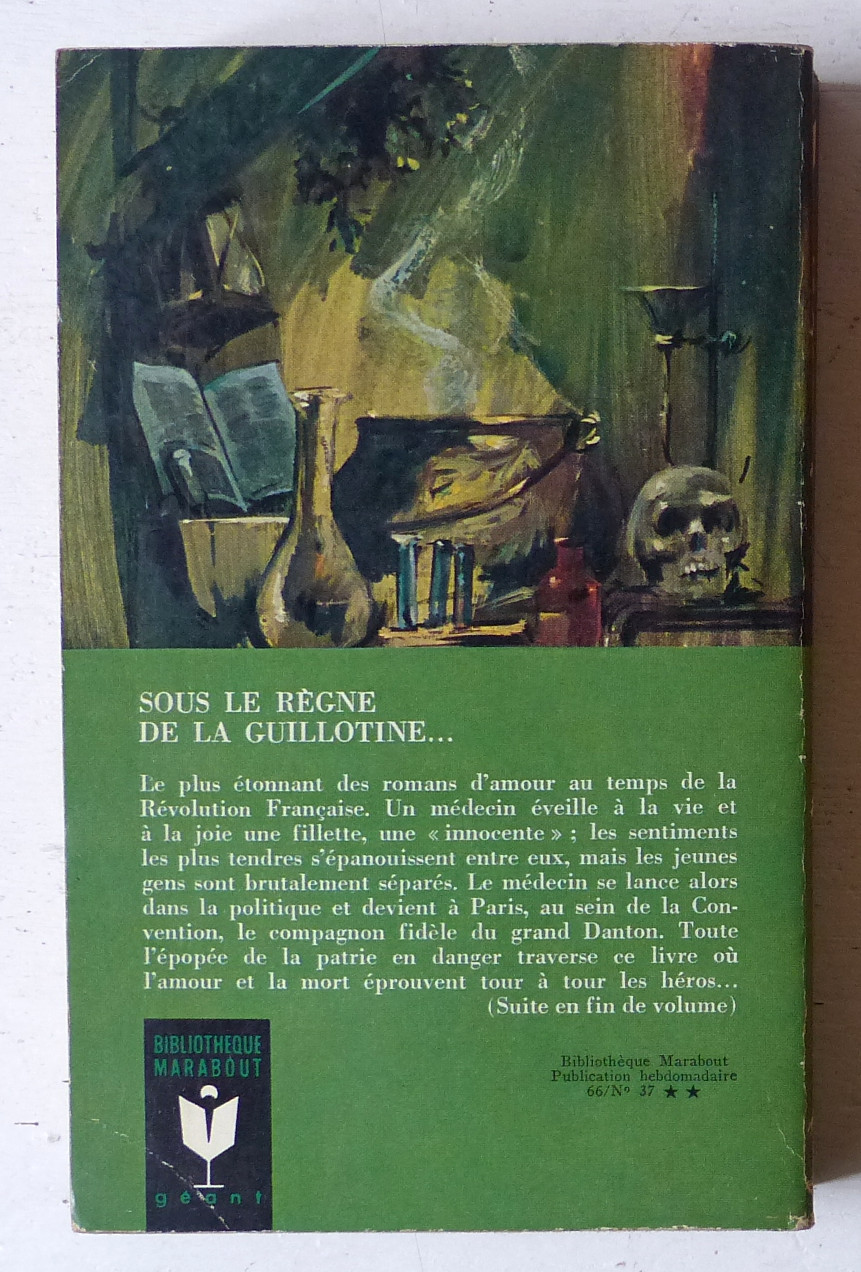 SOUS LE RÈGNE
DE LA GUILLOTINE...
Le plus étonnant des romans d'amour au temps de la
Révolution Française. Un médecin éveille à la vie et
à la joie une fillette, une « innocente » ; les sentiments
les plus tendres s'épanouissent entre eux, mais les jeunes
gens sont brutalement séparés. Le médecin se lance alors
dans la politique et devient à Paris, au sein de la Con-
vention, le compagnon fidèle du grand Danton. Toute
l'épopée de la patrie en danger traverse ce livre où
l'amour et la mort éprouvent tour à tour les héros...
(Suite en fin de volume)
BIBLIOTHEQUE
MARABOUT
géant
Bibliothèque Marabout
Publication hebdomadaire
66/Nº 37 ★ ★